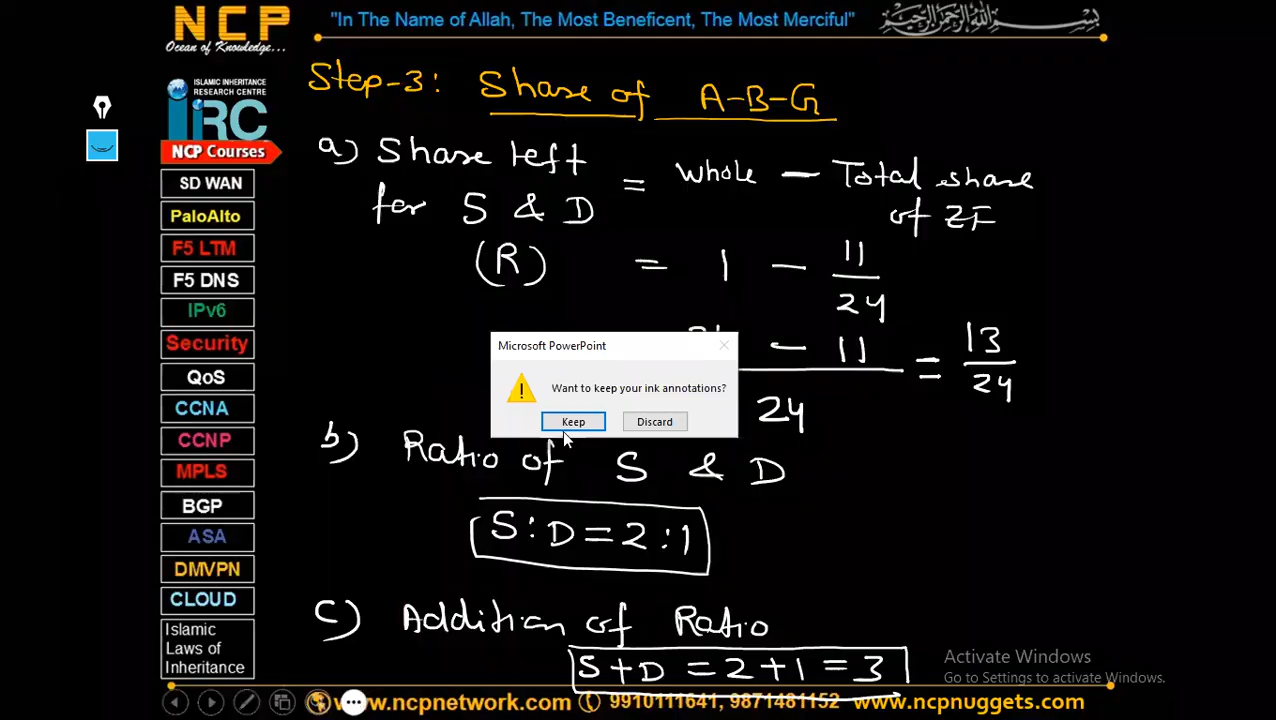 NCP
Ocean of Knowledge...
"In The Name of Allah, The Most Beneficent, The Most Merciful"
ISLAMIC INHERITANCE
RESEARCH CENTRE
iiRC
NCP Courses
SD WAN
PaloAlto
F5 LTM
F5 DNS
IPv6
Security
QoS
CCNA
CCNP
MPLS
BGP
ASA
DMVPN
CLOUD
Islamic
Laws of
Inheritance
Step-3: Share of A-B-G
a) Share left = Whole - Total share
for S & D of ZF
(R) = 1 - 11/24
- 11 / 24 = 13/24
Microsoft PowerPoint
Want to keep your ink annotations?
Keep Discard
b) Ratio of S & D
S:D=2:1
c) Addition of Ratio
S+D = 2+1 = 3
Activate Windows
Go to Settings to activate Windows.
ww.ncpnetwork.com 9910111641, 9871481152 www.ncpnuggets.com